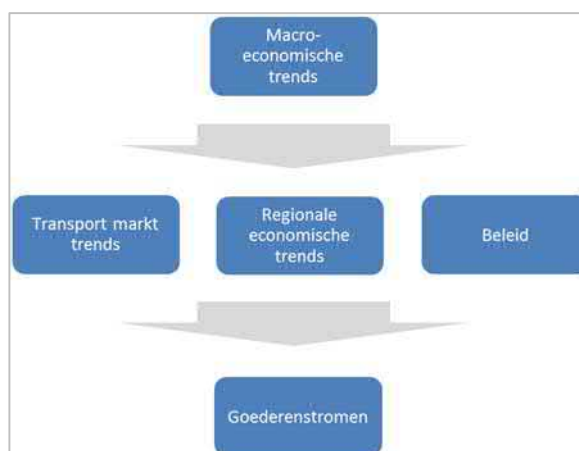 Macro-
economische
trends
Transport markt
trends
Regionale
economische
trends
Beleid
Goederenstromen